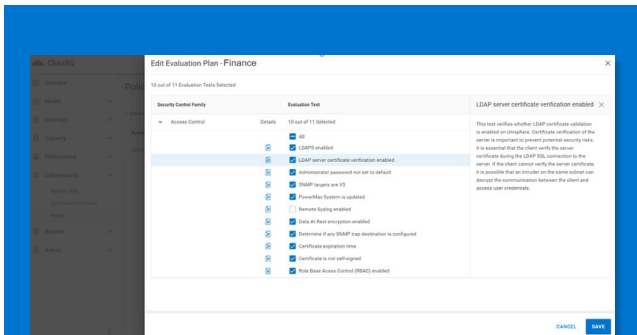 CloudIQ
Edit Evaluation Plan - Finance
10 out of 11 Evaluation Tests Selected
Overview
Health
Inventory
Capacity
Performance
Cybersecurity
Policy
Reports
Admin
Security Control Family
Evaluation Test
Access Control
Details
10 out of 11 Selected
All
LDAPS enabled
LDAP server certificate verification enabled
Administrator password not set to default
SNMP targets are V3
PowerMax System is updated
Remote Syslog enabled
Data At Rest encryption enabled
Determine if any SNMP trap destination is configured
Certificate expiration time
Certificate is not self-signed
Role Base Acess Control (RBAC) enabled
LDAP server certificate verification enabled
This test verifies whether LDAP certificate validation
is enabled on Unisphere. Certificate verification of the
server is important to prevent potential security risks.
It is essential that the client verify the server
certificate during the LDAP SSL connection to the
server. If the client cannot verify the server certificate,
it is possible that an intruder on the same subnet can
decrypt the communication between the client and
access user credentials.
CANCEL
SAVE